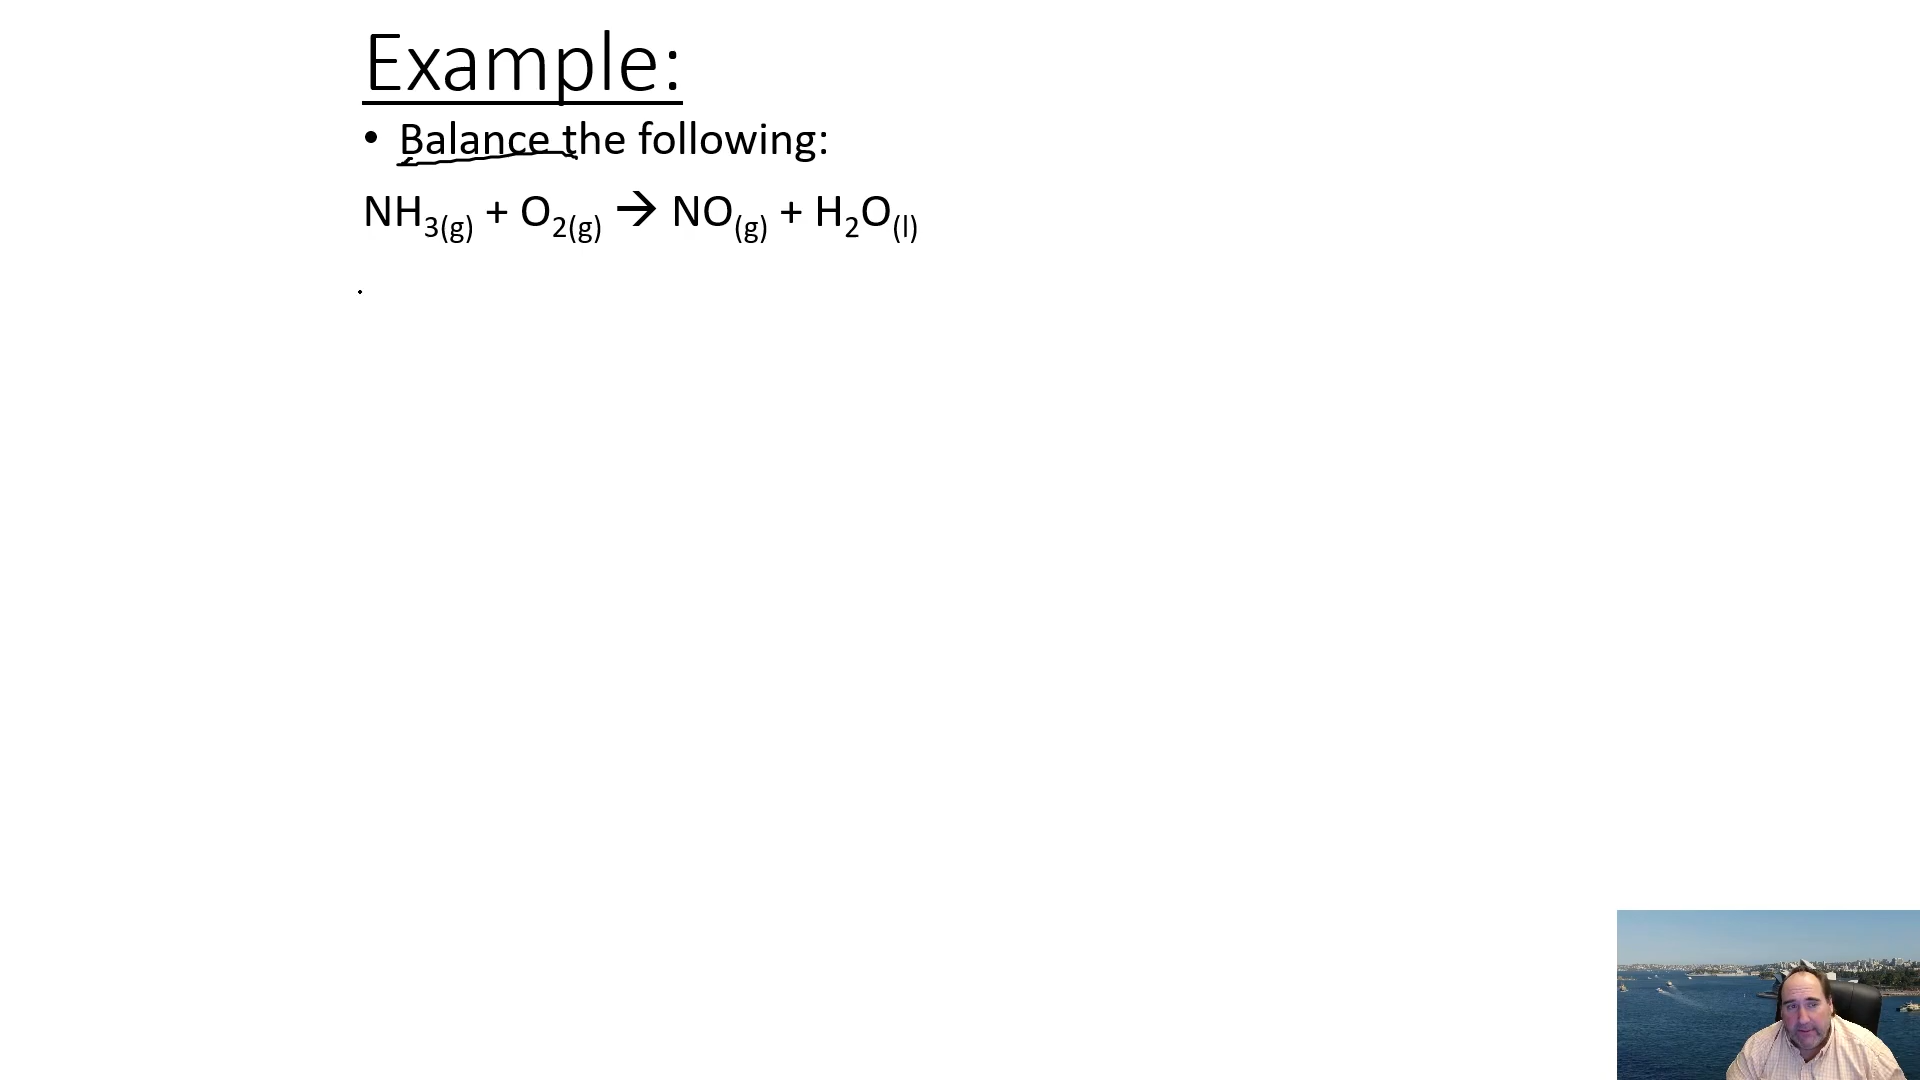 Example:
• Balance the following:
NH₃₍g₎ + O₂₍g₎ → NO₍g₎ + H₂O₍l₎